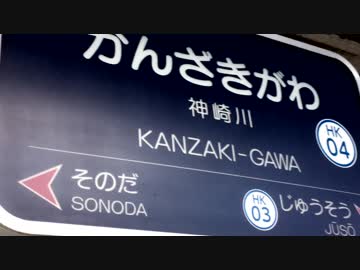 かんざきがわ
神崎川
KANZAKI-GAWA
HK
04
そのだ
SONODA
HK
03
じゅうそう
JŪSŌ